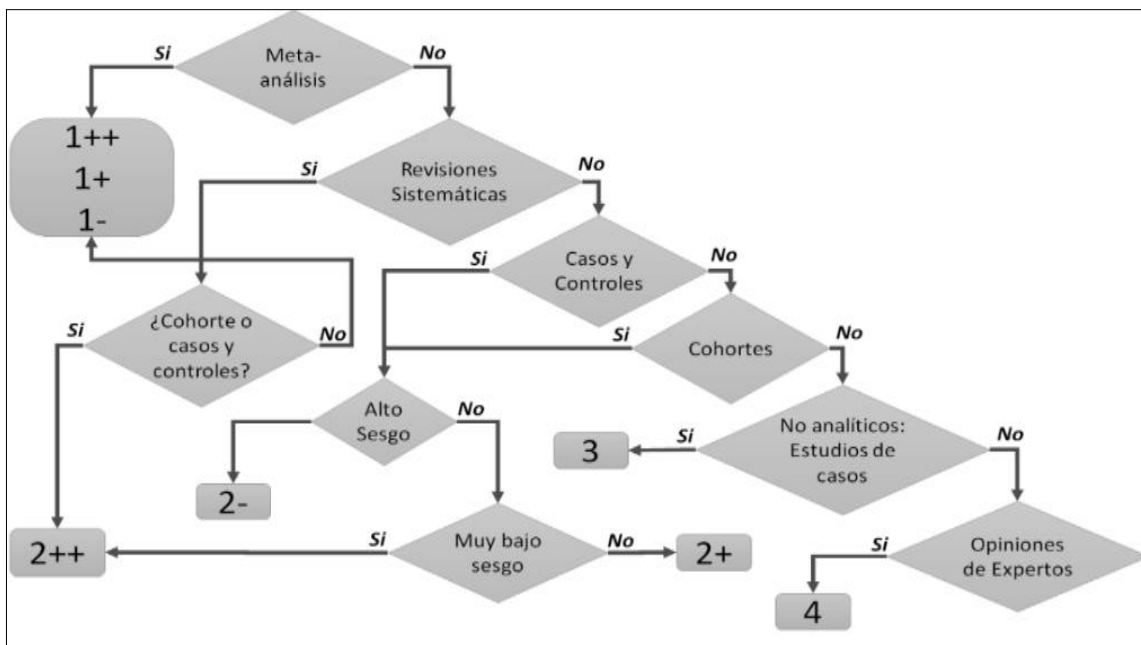 Si
Meta-
análisis
No
1++
1+
1-
Si
Revisiones
Sistemáticas
No
Si
Casos y
Controles
No
Si
¿Cohorte o
casos y
controles?
No
Si
Cohortes
No
Alto
Sesgo
No
Si
No analíticos:
Estudios de
casos
No
3
2-
2++
Si
Muy bajo
sesgo
No
2+
Si
Opiniones
de Expertos
4